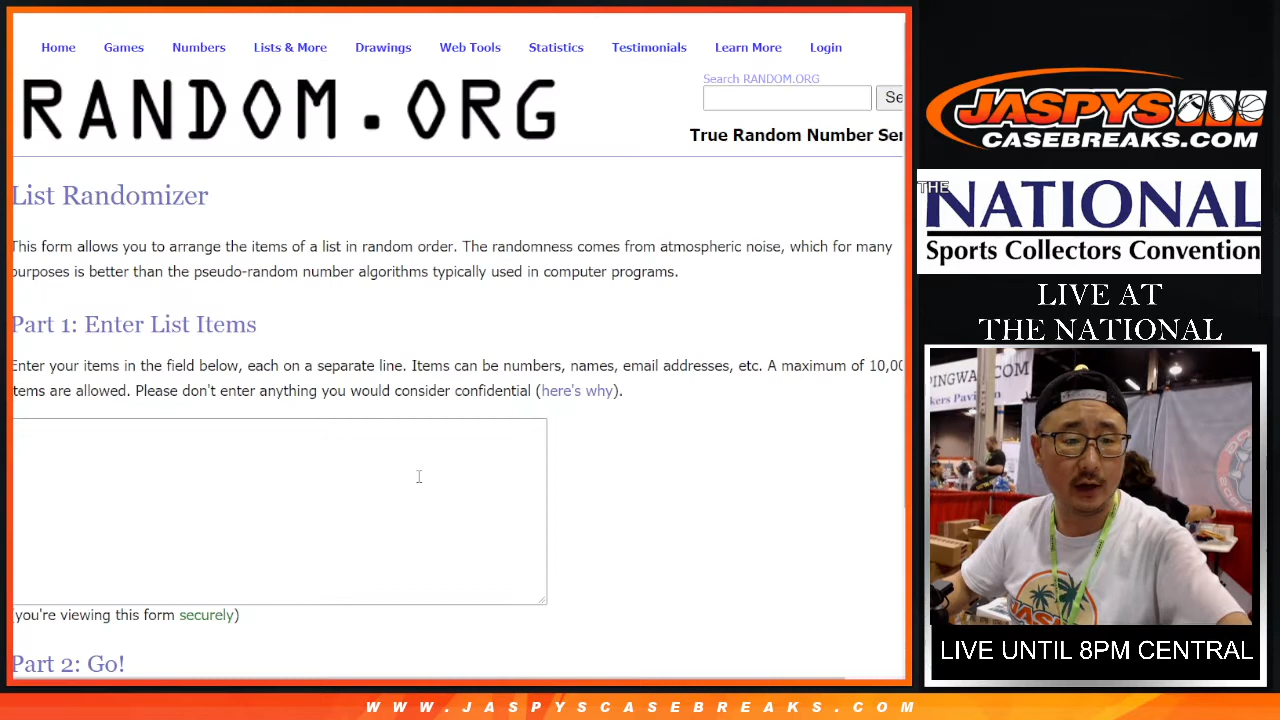 Home Games Numbers Lists & More Drawings Web Tools Statistics Testimonials Learn More Login
RANDOM.ORG
Search RANDOM.ORG
Se
True Random Number Ser
List Randomizer
This form allows you to arrange the items of a list in random order. The randomness comes from atmospheric noise, which for many
purposes is better than the pseudo-random number algorithms typically used in computer programs.
Part 1: Enter List Items
Enter your items in the field below, each on a separate line. Items can be numbers, names, email addresses, etc. A maximum of 10,00
items are allowed. Please don't enter anything you would consider confidential (here's why).
(you're viewing this form securely)
Part 2: Go!
JASPYS
CASEBREAKS.COM
THE
NATIONAL
Sports Collectors Convention
LIVE AT
THE NATIONAL
PINGWA .COM
kers Pavilion
LIVE UNTIL 8PM CENTRAL
WWW.JASPYSCASEBREAKS.COM